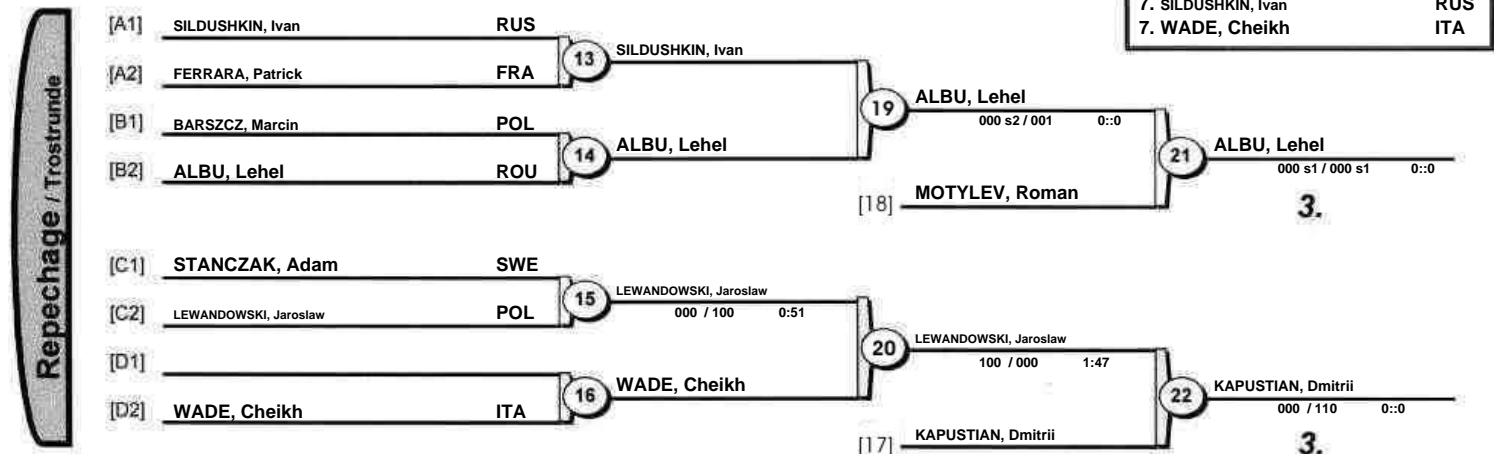 7. SILDUSHKIN, Ivan RUS
7. WADE, Cheikh ITA
Repechage / Trostrunde
[A1] SILDUSHKIN, Ivan RUS
[A2] FERRARA, Patrick FRA
13 SILDUSHKIN, Ivan
[B1] BARSZCZ, Marcin POL
[B2] ALBU, Lehel ROU
14 ALBU, Lehel
19 ALBU, Lehel
000 s2 / 001 0::0
[18] MOTYLEV, Roman
21 ALBU, Lehel
000 s1 / 000 s1 0::0
3.
[C1] STANCZAK, Adam SWE
[C2] LEWANDOWSKI, Jaroslaw POL
15 LEWANDOWSKI, Jaroslaw
000 / 100 0:51
[D1]
[D2] WADE, Cheikh ITA
16 WADE, Cheikh
20 LEWANDOWSKI, Jaroslaw
100 / 000 1:47
[17] KAPUSTIAN, Dmitrii
22 KAPUSTIAN, Dmitrii
000 / 110 0::0
3.